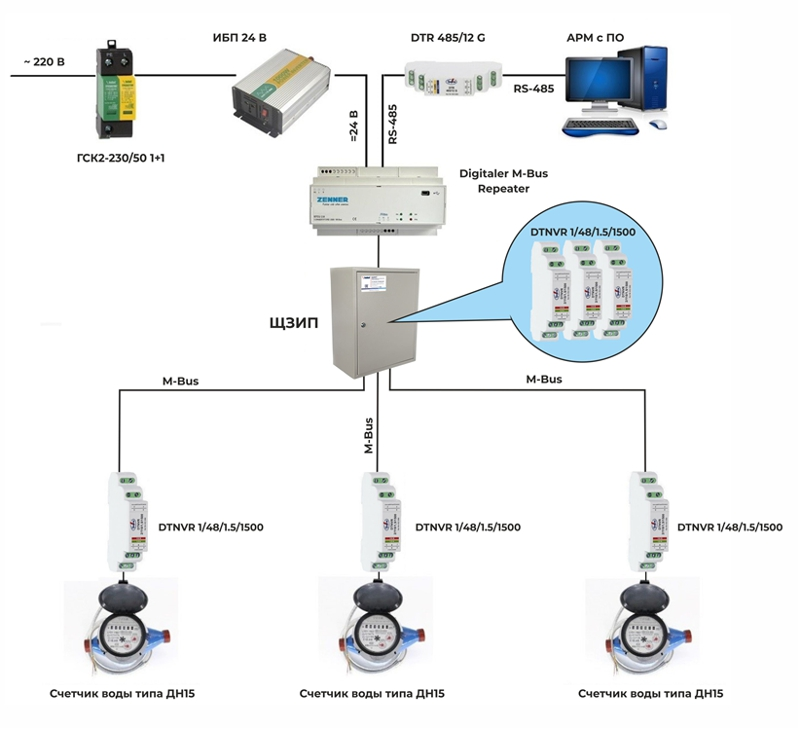 ~ 220 В
ИБП 24 В
DTR 485/12 G
АРМ с ПО
RS-485
ГСК2-230/50 1+1
=24 В
RS-485
Digitaler M-Bus
Repeater
ZENNER
DTNVR 1/48/1.5/1500
ЩЗИП
M-Bus
M-Bus
M-Bus
DTNVR 1/48/1.5/1500
DTNVR 1/48/1.5/1500
DTNVR 1/48/1.5/1500
Счетчик воды типа ДН15
Счетчик воды типа ДН15
Счетчик воды типа ДН15